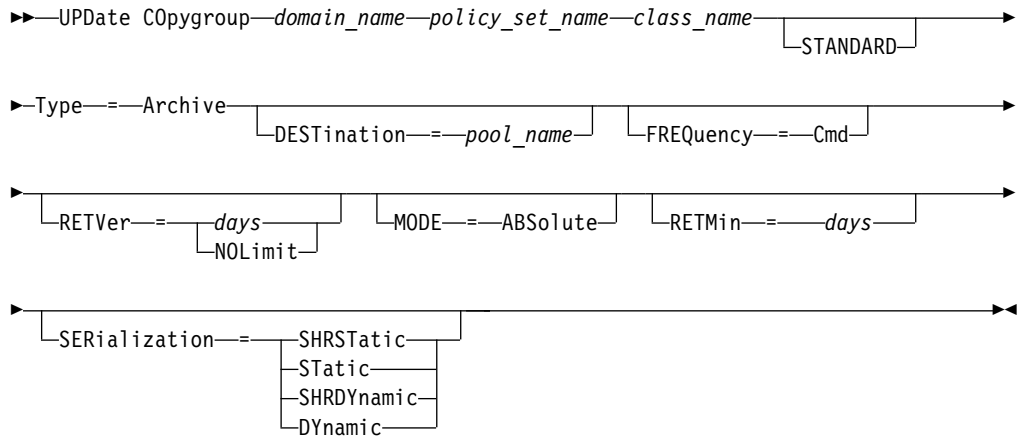 UPDate COpygroup domain_name policy_set_name class_name
STANDARD
Type = Archive
DESTination = pool_name
FREQuency = Cmd
RETVer = days
NOLimit
MODE = ABSolute
RETMin = days
SERialization = SHRSTatic
STatic
SHRDYnamic
DYnamic